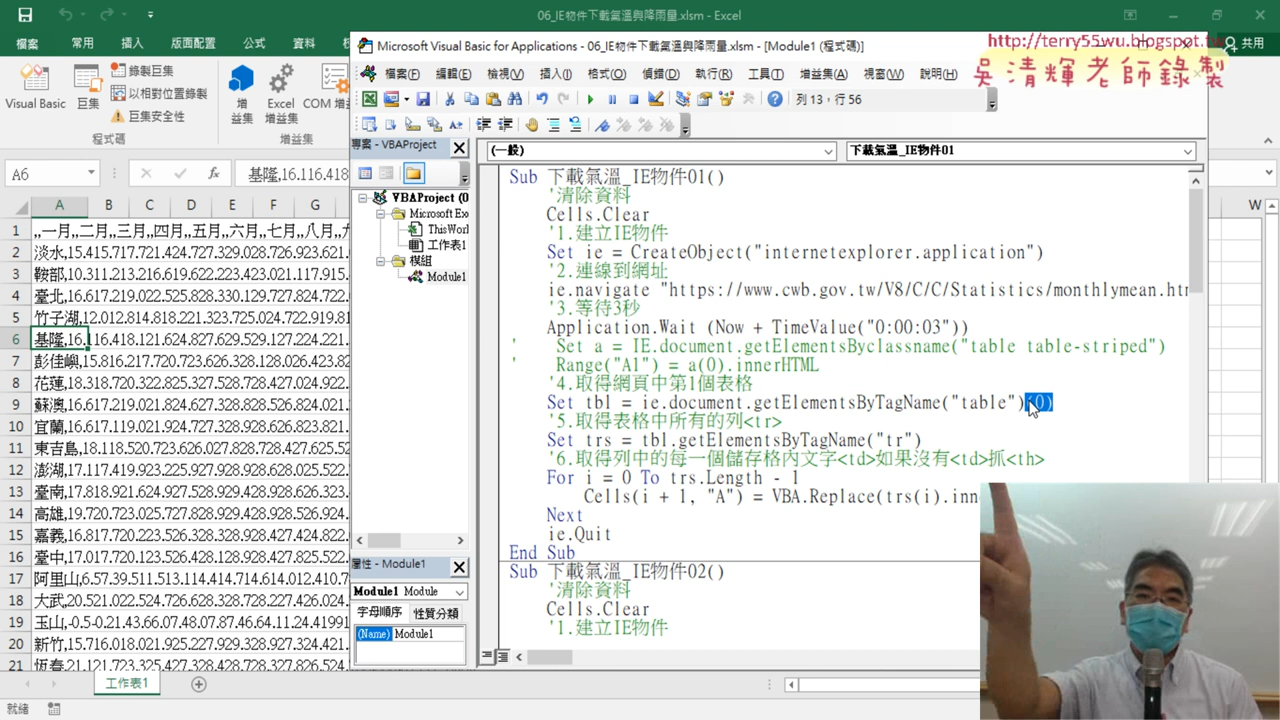 06_IE物件下載氣溫與降雨量.xlsm - Excel
檔案 常用 插入 版面配置 公式 資料 共用
http://terry55wu.blogspot.tw
吳清輝老師錄製
Visual Basic 巨集 錄製巨集 以相對位置錄製 巨集安全性 程式碼
增益集 Excel 增益集 COM 增益集
A6 基隆,16.116.418
Microsoft Visual Basic for Applications - 06_IE物件下載氣溫與降雨量.xlsm - [Module1 (程式碼)]
檔案(F) 編輯(E) 檢視(V) 插入(I) 格式(O) 偵錯(D) 執行(R) 工具(T) 增益集(A) 視窗(W) 說明(H)
列 13，行 56
專案 - VBAProject
VBAProject (0
Microsoft Ex
ThisWor
工作表1
模組
Module1
屬性 - Module1
Module1 Module
字母順序 性質分類
(Name) Module1
(一般) 下載氣溫_IE物件01
Sub 下載氣溫_IE物件01()
'清除資料
Cells.Clear
'1.建立IE物件
Set ie = CreateObject("internetexplorer.application")
'2.連線到網址
ie.navigate "https://www.cwb.gov.tw/V8/C/C/Statistics/monthlymean.htm
'3.等待3秒
Application.Wait (Now + TimeValue("0:00:03"))
' Set a = IE.document.getElementsByclassname("table table-striped")
' Range("A1") = a(0).innerHTML
'4.取得網頁中第1個表格
Set tbl = ie.document.getElementsByTagName("table")(0)
'5.取得表格中所有的列<tr>
Set trs = tbl.getElementsByTagName("tr")
'6.取得列中的每一個儲存格內文字<td>如果沒有<td>抓<th>
For i = 0 To trs.Length - 1
Cells(i + 1, "A") = VBA.Replace(trs(i).inn
Next
ie.Quit
End Sub
Sub 下載氣溫_IE物件02()
'清除資料
Cells.Clear
'1.建立IE物件
A B C D E F G W
1 ,,一月,,二月,,三月,,四月,,五月,,六月,,七月,,八月,,九
2 淡水,15.415.717.721.424.727.329.028.726.923.621.
3 鞍部,10.311.213.216.619.622.223.423.021.117.915.
4 臺北,16.617.219.022.525.828.330.129.727.824.722.
5 竹子湖,12.012.814.818.221.323.725.024.722.919.81
6 基隆,16.116.418.121.624.827.629.529.127.224.221.
7 彭佳嶼,15.816.217.720.723.626.328.128.026.423.82
8 花蓮,18.318.720.322.825.327.528.728.427.024.922.
9 蘇澳,16.616.919.021.724.627.128.828.426.623.821.
10 宜蘭,16.617.019.022.024.927.328.828.426.623.821.
11 東吉島,18.118.520.723.626.027.828.728.427.524.92
12 澎湖,17.117.419.923.225.927.928.928.728.025.522.
13 臺南,17.818.921.624.927.528.929.428.928.626.323.
14 高雄,19.720.723.025.727.828.929.428.928.526.924.
15 嘉義,16.817.720.223.526.328.328.928.427.424.421.
16 臺中,17.017.720.123.526.428.128.928.427.825.522.
17 阿里山,6.57.39.511.513.114.414.714.614.012.410.7
18 大武,20.521.022.524.726.628.328.728.227.426.024.
19 玉山,-0.5-0.21.43.66.07.48.07.87.46.64.11.24.4199
20 新竹,15.716.018.021.925.227.929.328.927.324.421.
21 恆春,21.121.723.325.427.328.428.728.327.826.524.
工作表1
就緒